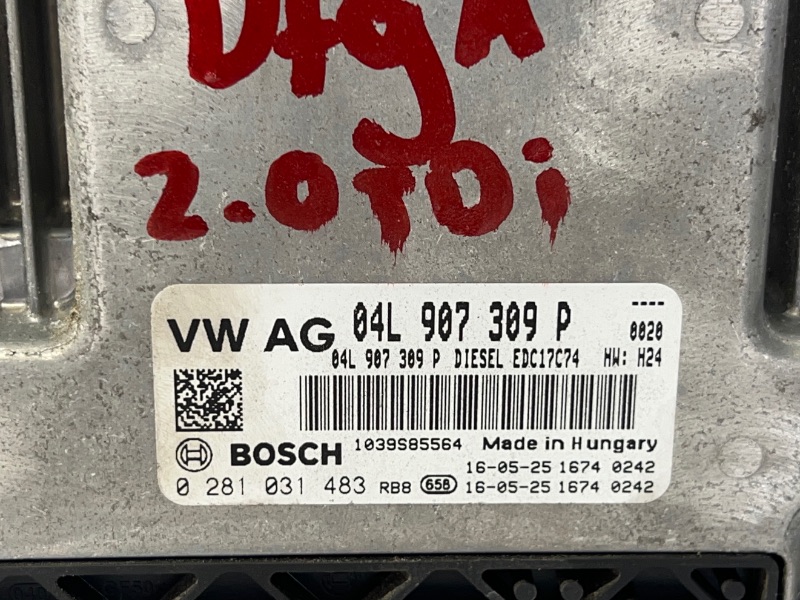 DfgA
2.0TDi
VW AG 04L 907 309 P ----
0020
04L 907 309 P DIESEL EDC17C74 HW: H24
BOSCH 1039S85564 Made in Hungary
16-05-25 1674 0242
0 281 031 483 RB8 658 16-05-25 1674 0242